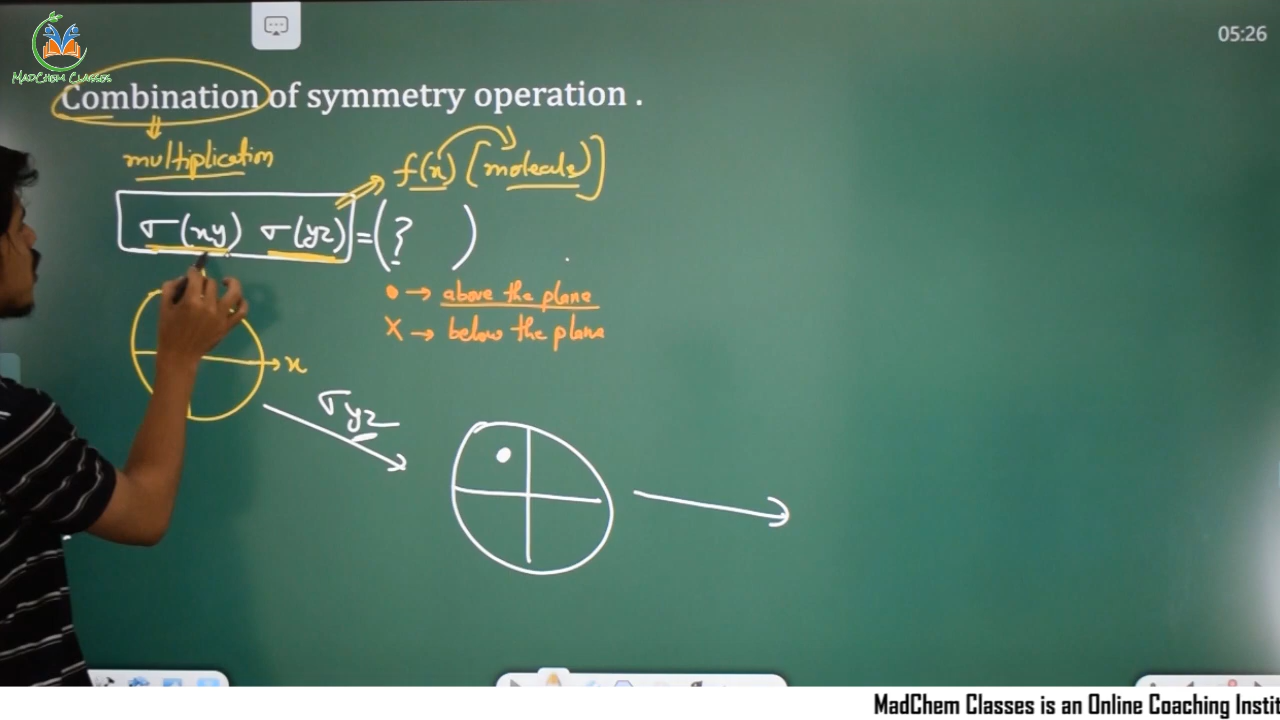 MADCHEM CLASSES
05:26
Combination of symmetry operation .
multiplication
f(x) [molecule]
σ(xy) σ(yz) = ( ? )
• → above the plane
x → below the plane
x
σyz
MadChem Classes is an Online Coaching Instit